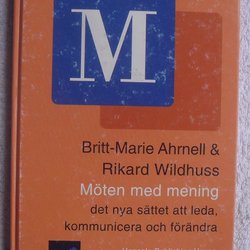 M
Britt-Marie Ahrnell &
Rikard Wildhuss
Möten med mening
det nya sättet att leda,
kommunicera och förändra